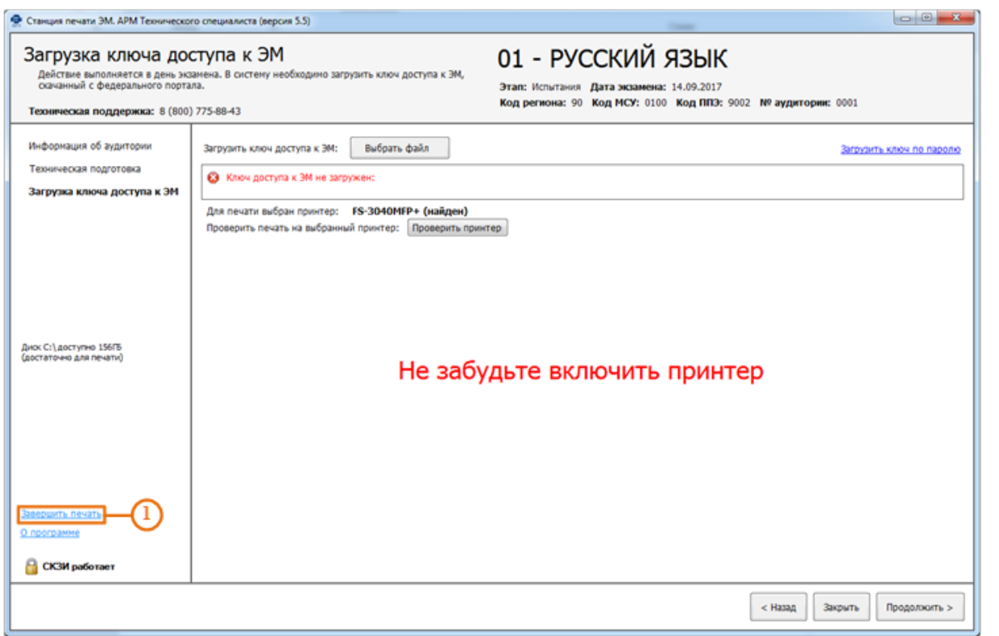 Станция печати ЭМ. АРМ Технического специалиста (версия 5.5)
Загрузка ключа доступа к ЭМ
Действие выполняется в день экзамена. В систему необходимо загрузить ключ доступа к ЭМ,
скачанный с федерального портала.
Техническая поддержка: 8 (800) 775-88-43
01 - РУССКИЙ ЯЗЫК
Этап: Испытания Дата экзамена: 14.09.2017
Код региона: 90 Код МСУ: 0100 Код ППЭ: 9002 № аудитории: 0001
Информация об аудитории
Техническая подготовка
Загрузка ключа доступа к ЭМ
Диск C:\ доступно 156ГБ
(достаточно для печати)
Завершить печать
1
О программе
СКЗИ работает
Загрузить ключ доступа к ЭМ: Выбрать файл
Загрузить ключ по паролю
Ключ доступа к ЭМ не загружен:
Для печати выбран принтер: FS-3040MFP+ (найден)
Проверить печать на выбранный принтер: Проверить принтер
Не забудьте включить принтер
< Назад
Закрыть
Продолжить >